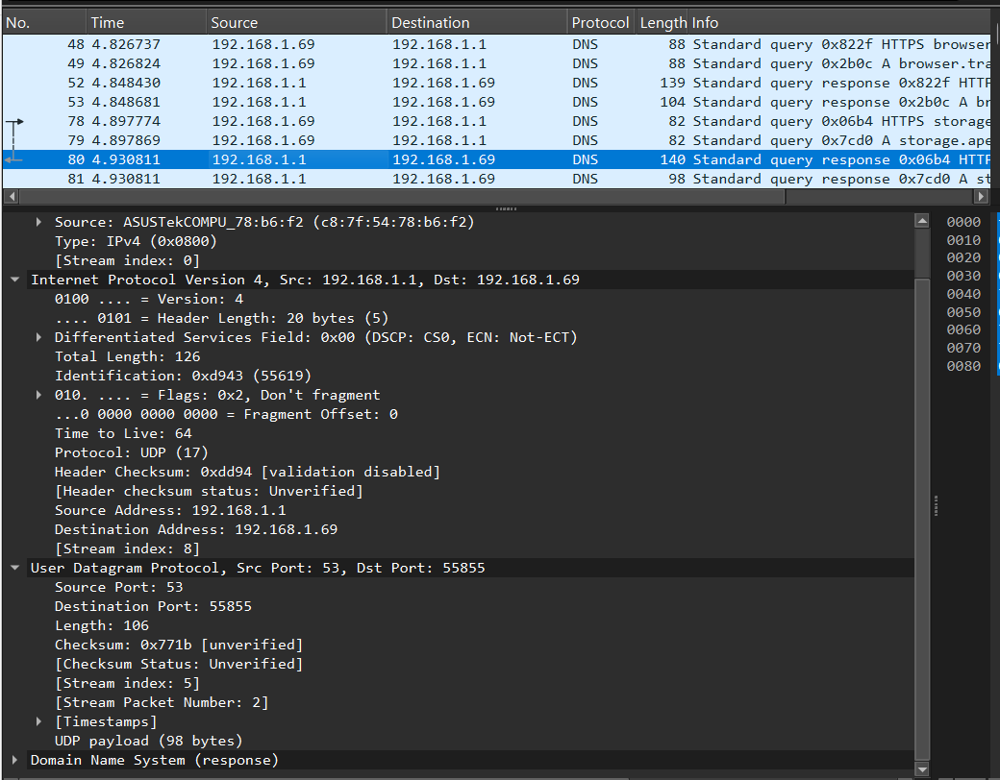 No. Time Source Destination Protocol Length Info
48 4.826737 192.168.1.69 192.168.1.1 DNS 88 Standard query 0x822f HTTPS browser
49 4.826824 192.168.1.69 192.168.1.1 DNS 88 Standard query 0x2b0c A browser.tra
52 4.848430 192.168.1.1 192.168.1.69 DNS 139 Standard query response 0x822f HTTP
53 4.848681 192.168.1.1 192.168.1.69 DNS 104 Standard query response 0x2b0c A br
78 4.897774 192.168.1.69 192.168.1.1 DNS 82 Standard query 0x06b4 HTTPS storage
79 4.897869 192.168.1.69 192.168.1.1 DNS 82 Standard query 0x7cd0 A storage.ape
80 4.930811 192.168.1.1 192.168.1.69 DNS 140 Standard query response 0x06b4 HTTP
81 4.930811 192.168.1.1 192.168.1.69 DNS 98 Standard query response 0x7cd0 A st
Source: ASUSTekCOMPU_78:b6:f2 (c8:7f:54:78:b6:f2)
Type: IPv4 (0x0800)
[Stream index: 0]
Internet Protocol Version 4, Src: 192.168.1.1, Dst: 192.168.1.69
0100 .... = Version: 4
.... 0101 = Header Length: 20 bytes (5)
Differentiated Services Field: 0x00 (DSCP: CS0, ECN: Not-ECT)
Total Length: 126
Identification: 0xd943 (55619)
010. .... = Flags: 0x2, Don't fragment
...0 0000 0000 0000 = Fragment Offset: 0
Time to Live: 64
Protocol: UDP (17)
Header Checksum: 0xdd94 [validation disabled]
[Header checksum status: Unverified]
Source Address: 192.168.1.1
Destination Address: 192.168.1.69
[Stream index: 8]
User Datagram Protocol, Src Port: 53, Dst Port: 55855
Source Port: 53
Destination Port: 55855
Length: 106
Checksum: 0x771b [unverified]
[Checksum Status: Unverified]
[Stream index: 5]
[Stream Packet Number: 2]
[Timestamps]
UDP payload (98 bytes)
Domain Name System (response)
0000
0010
0020
0030
0040
0050
0060
0070
0080